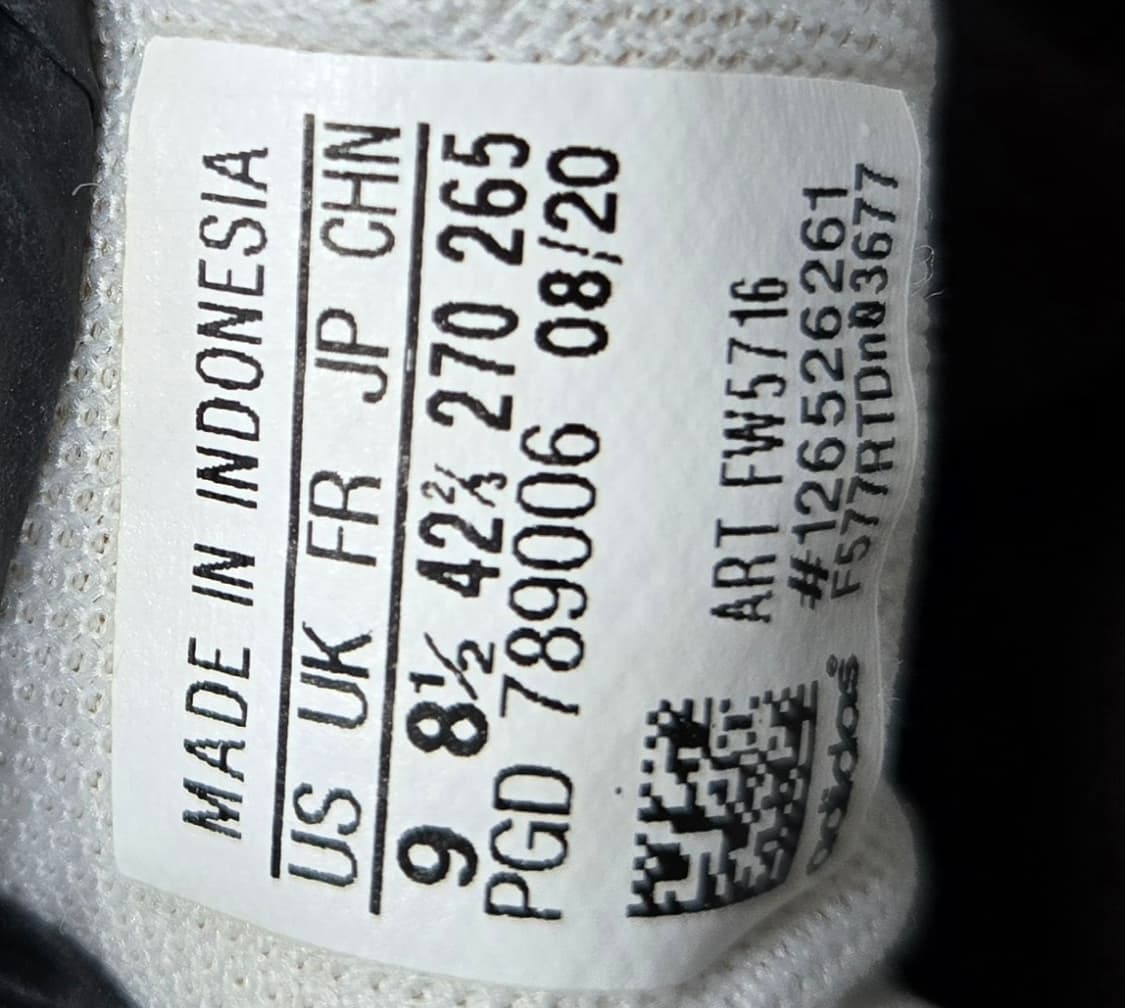 MADE IN INDONESIA
US UK FR JP CHN
9 8½ 42⅔ 270 265
PGD 789006 08/20
ART FW5716
#1265526261
F577RTDn03677
adidas®